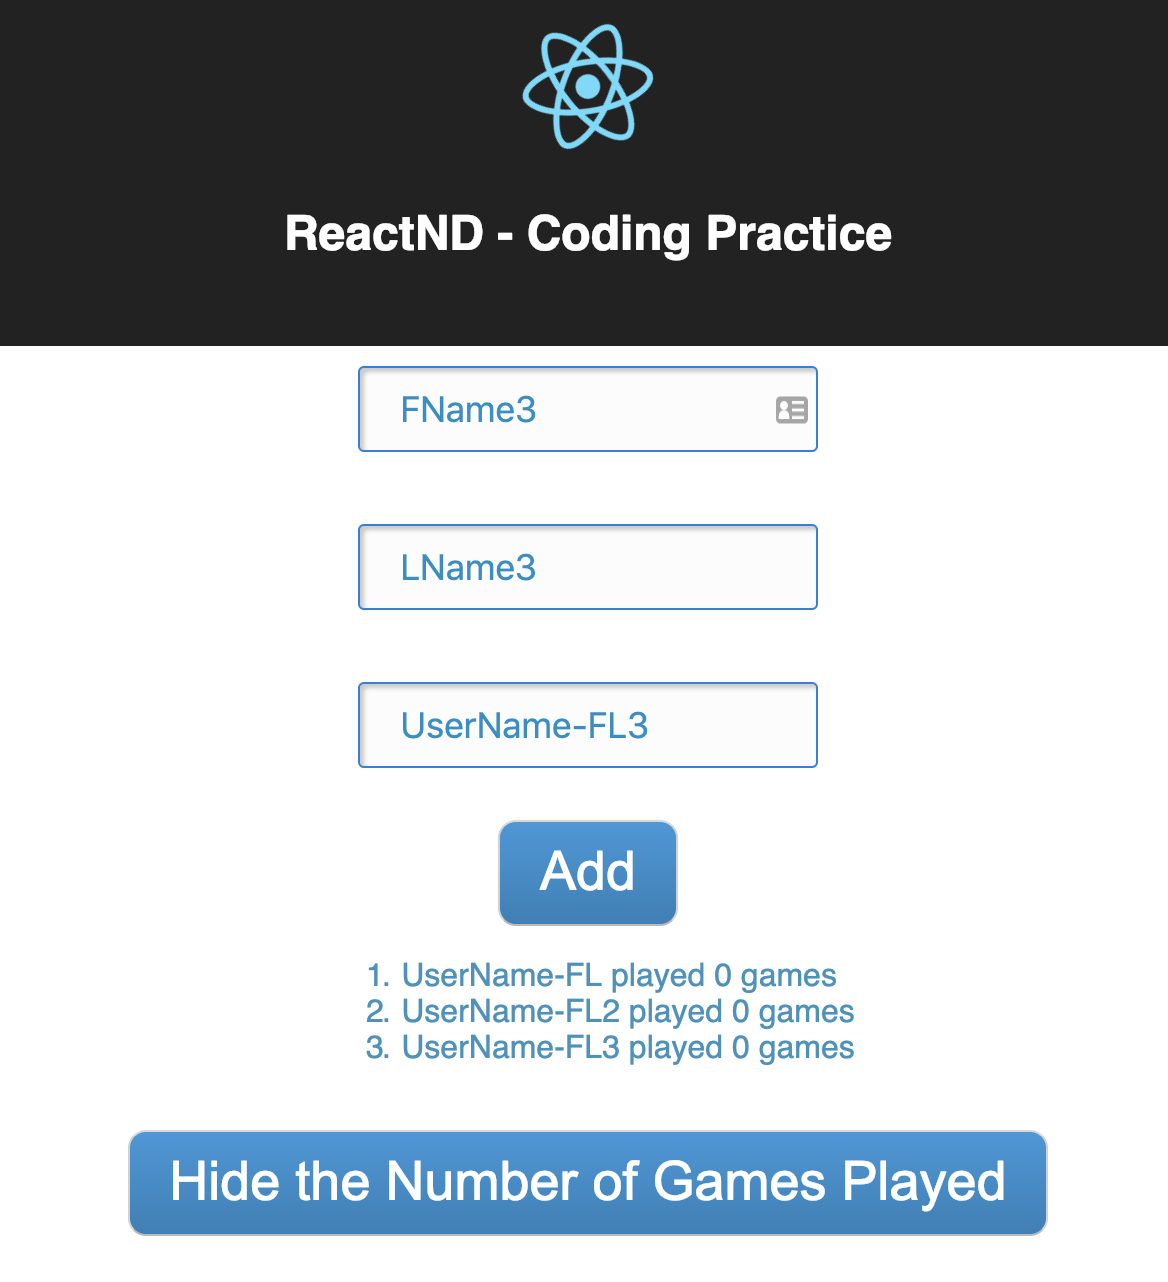 ReactND - Coding Practice
FName3
LName3
UserName-FL3
Add
1. UserName-FL played 0 games
2. UserName-FL2 played 0 games
3. UserName-FL3 played 0 games
Hide the Number of Games Played